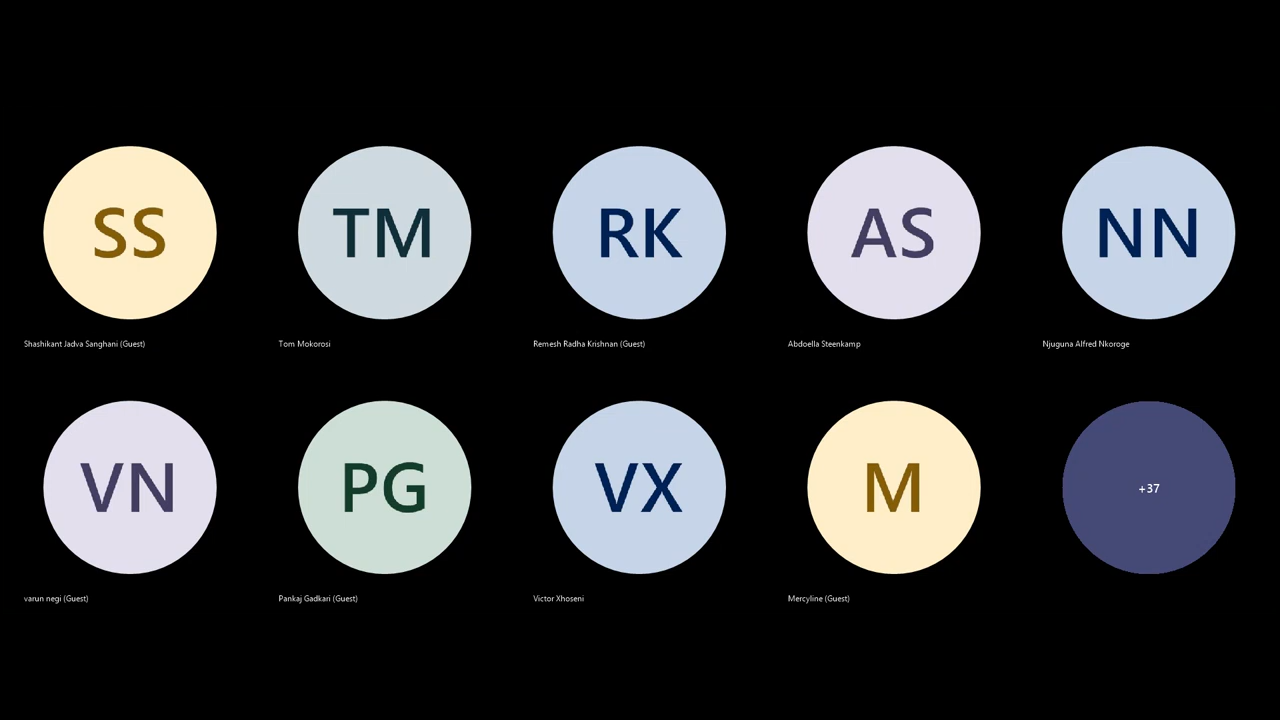 SS
TM
RK
AS
NN
Shashikant Jadva Sanghani (Guest)
Tom Mokorosi
Remesh Radha Krishnan (Guest)
Abdoella Steenkamp
Njuguna Alfred Nkoroge
VN
PG
VX
M
+37
varun negi (Guest)
Pankaj Gadkari (Guest)
Victor Xhoseni
Mercyline (Guest)